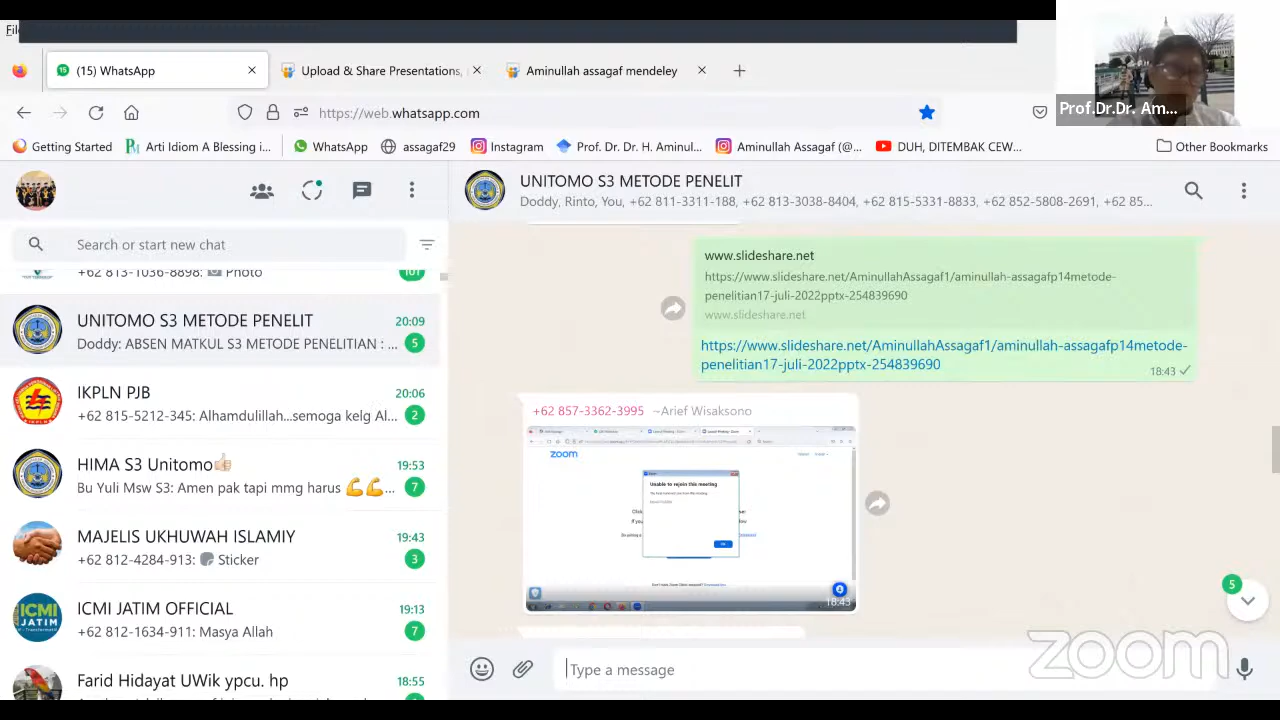 Fil
(15) WhatsApp
Upload & Share Presentations,
Aminullah assagaf mendeley
Prof.Dr.Dr. Am...
https://web.whatsapp.com
Getting Started
Arti Idiom A Blessing i...
WhatsApp
assagaf29
Instagram
Prof. Dr. Dr. H. Aminul...
Aminullah Assagaf (@...
DUH, DITEMBAK CEW...
Other Bookmarks
UNITOMO S3 METODE PENELIT
Doddy, Rinto, You, +62 811-3311-188, +62 813-3038-8404, +62 815-5331-8833, +62 852-5808-2691, +62 85...
Search or start new chat
+62 813-1036-8898: Photo
101
UNITOMO S3 METODE PENELIT
20:09
Doddy: ABSEN MATKUL S3 METODE PENELITIAN : ...
5
IKPLN PJB
20:06
+62 815-5212-345: Alhamdulillah...semoga kelg Al...
2
HIMA S3 Unitomo👍🏻
19:53
Bu Yuli Msw S3: Amen pak tapi mmg harus 💪💪...
7
MAJELIS UKHUWAH ISLAMIY
19:43
+62 812-4284-913: Sticker
3
ICMI JATIM OFFICIAL
19:13
+62 812-1634-911: Masya Allah
7
Farid Hidayat UWik ypcu. hp
18:55
www.slideshare.net
https://www.slideshare.net/AminullahAssagaf1/aminullah-assagafp14metode-
penelitian17-juli-2022pptx-254839690
www.slideshare.net
https://www.slideshare.net/AminullahAssagaf1/aminullah-assagafp14metode-
penelitian17-juli-2022pptx-254839690
18:43
+62 857-3362-3995 ~Arief Wisaksono
zoom
Unable to rejoin this meeting
18:43
5
Type a message
zoom
ICMI
JATIM